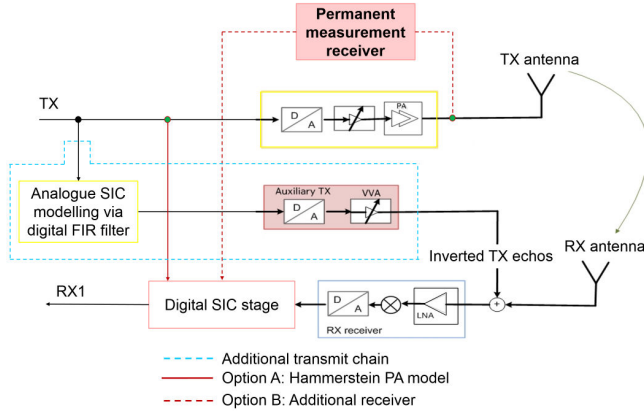 Permanent
measurement
receiver
TX antenna
TX
D
A
PA
Analogue SIC
modelling via
digital FIR filter
Auxiliary TX
VVA
D
A
Inverted TX echos
RX antenna
RX1
Digital SIC stage
D
A
LNA
+
RX receiver
Additional transmit chain
Option A: Hammerstein PA model
Option B: Additional receiver